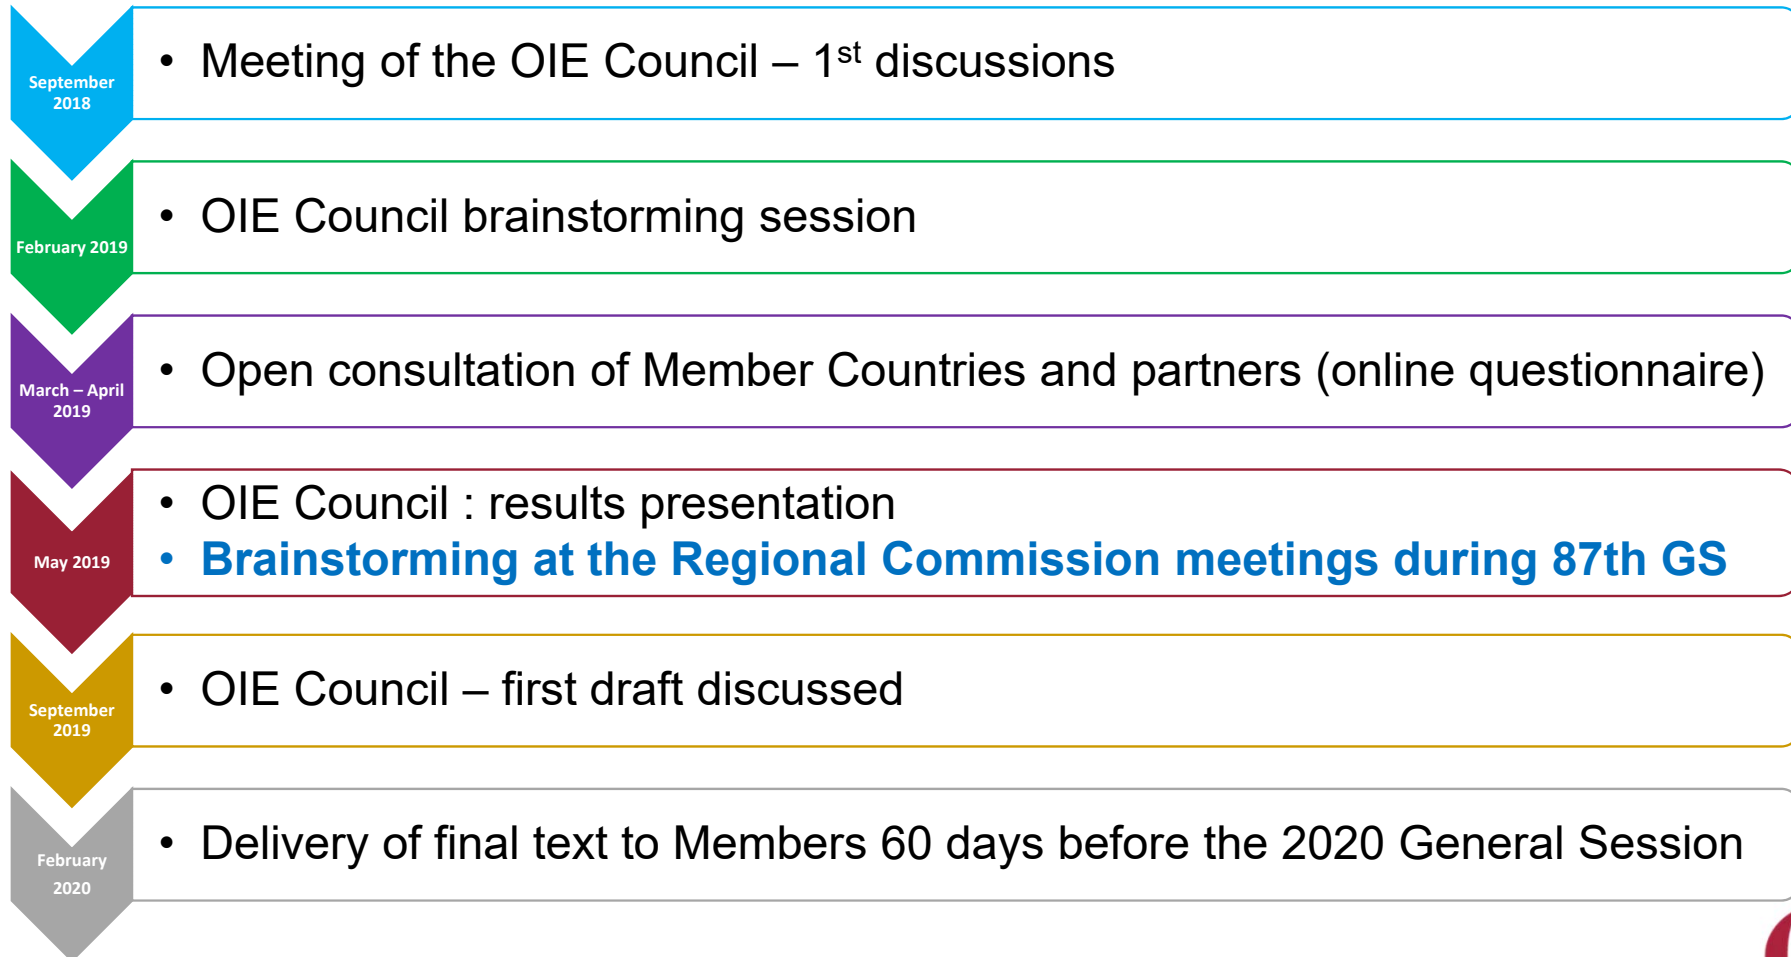 September
2018
• Meeting of the OIE Council – 1st discussions
February 2019
• OIE Council brainstorming session
March – April
2019
• Open consultation of Member Countries and partners (online questionnaire)
May 2019
• OIE Council : results presentation
• Brainstorming at the Regional Commission meetings during 87th GS
September
2019
• OIE Council – first draft discussed
February
2020
• Delivery of final text to Members 60 days before the 2020 General Session